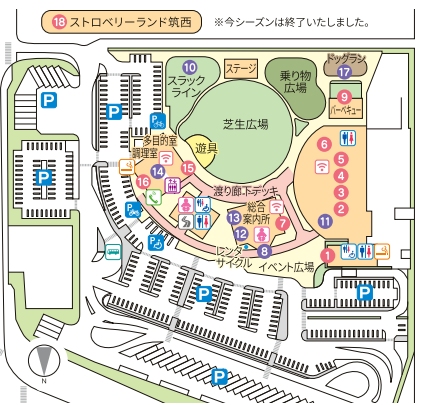 18 ストロベリーランド筑西 ※今シーズンは終了いたしました。
10
スラック
ライン
ステージ
乗り物
広場
ドッグラン
17
9
バーベキュー
P
P
芝生広場
遊具
多目的室
調理室
14
15
16
6
5
4
3
2
11
渡り廊下デッキ
総合
案内所
13
12
7
8
1
レンタ
サイクル
イベント広場
P
P
P
P
P
P
P
N